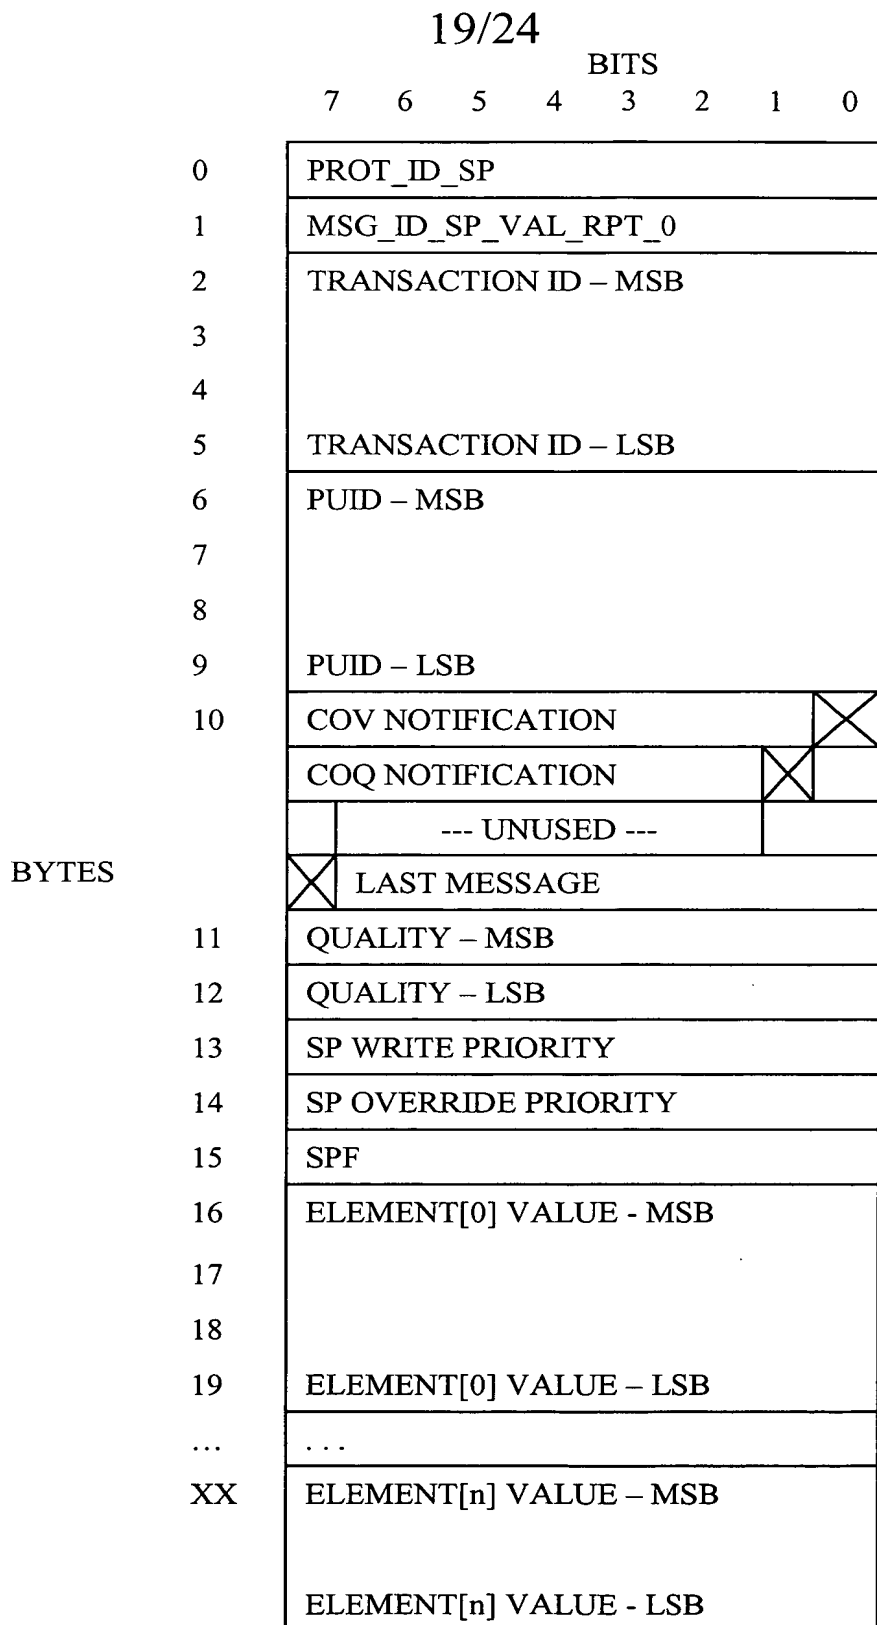 19/24
BITS
7 6 5 4 3 2 1 0
0 PROT_ID_SP
1 MSG_ID_SP_VAL_RPT_0
2 TRANSACTION ID – MSB
3
4
5 TRANSACTION ID – LSB
6 PUID – MSB
7
8
9 PUID – LSB
10 COV NOTIFICATION
COQ NOTIFICATION
--- UNUSED ---
BYTES LAST MESSAGE
11 QUALITY – MSB
12 QUALITY – LSB
13 SP WRITE PRIORITY
14 SP OVERRIDE PRIORITY
15 SPF
16 ELEMENT[0] VALUE - MSB
17
18
19 ELEMENT[0] VALUE – LSB
... ...
XX ELEMENT[n] VALUE – MSB
ELEMENT[n] VALUE - LSB